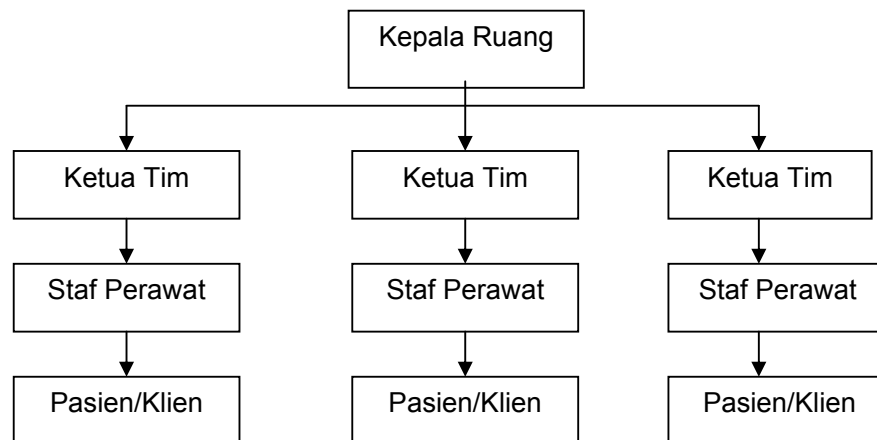 Kepala Ruang
Ketua Tim
Ketua Tim
Ketua Tim
Staf Perawat
Staf Perawat
Staf Perawat
Pasien/Klien
Pasien/Klien
Pasien/Klien